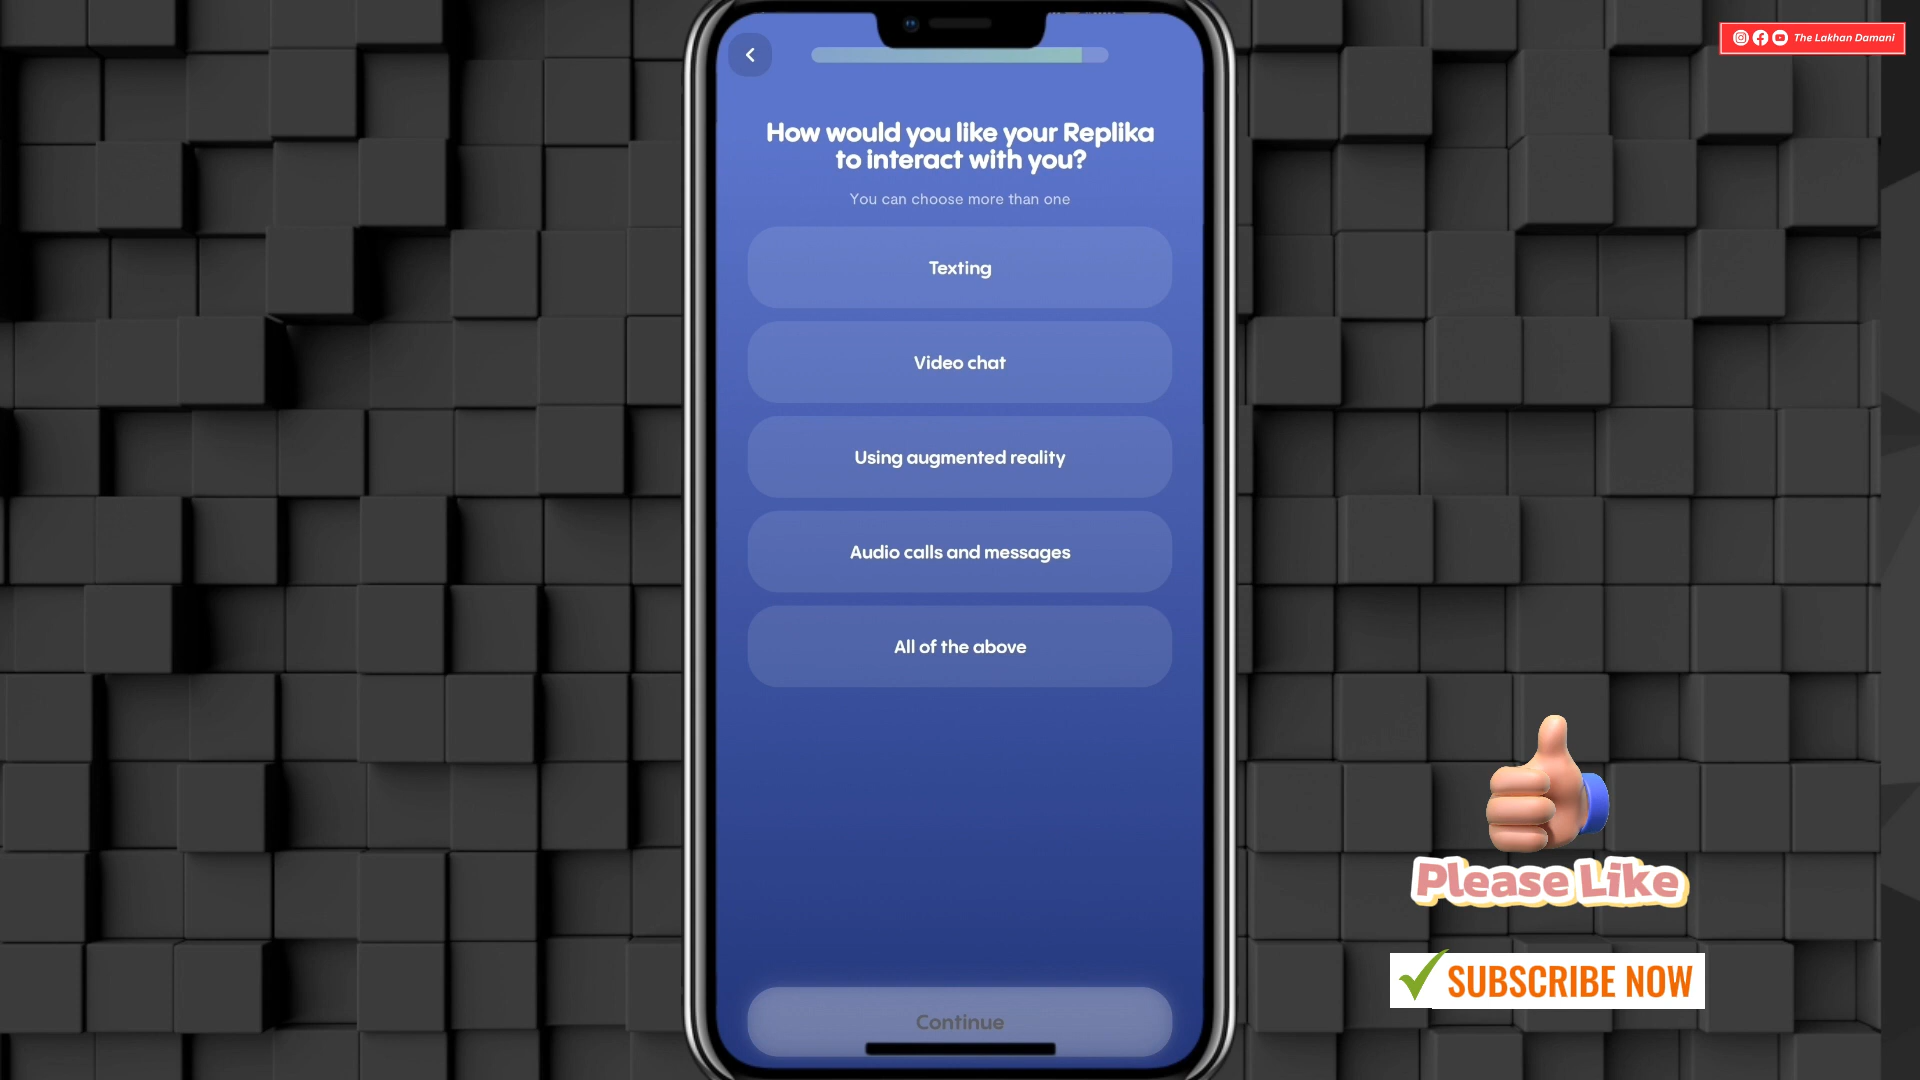 The Lakhan Damani
How would you like your Replika
to interact with you?
You can choose more than one
Texting
Video chat
Using augmented reality
Audio calls and messages
All of the above
Continue
Please Like
SUBSCRIBE NOW